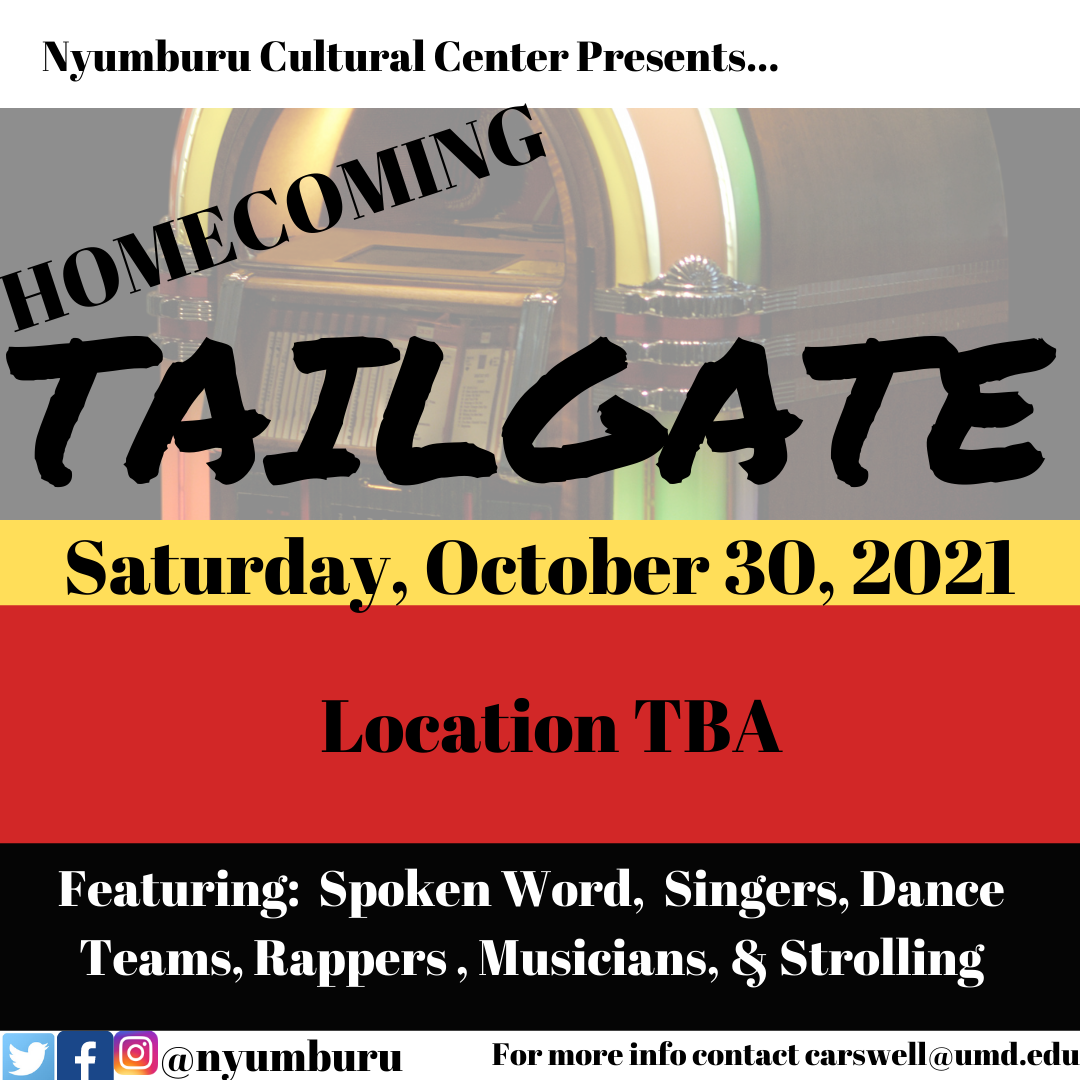 Nyumburu Cultural Center Presents...
HOMECOMING
TAILGATE
Saturday, October 30, 2021
Location TBA
Featuring: Spoken Word, Singers, Dance
Teams, Rappers , Musicians, & Strolling
@nyumburu
For more info contact carswell@umd.edu